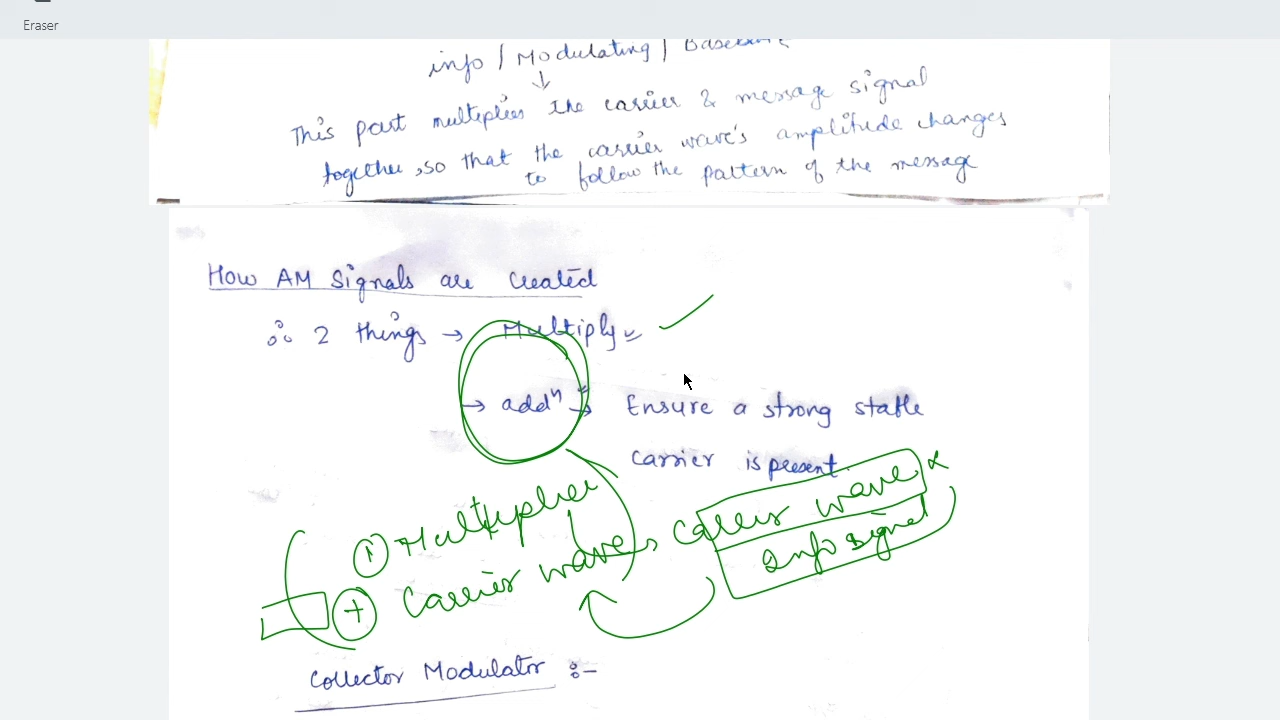 Eraser
info / Modulating / Baseband
This part multiplies the carrier & message signal
together, so that the carrier wave's amplitude changes
to follow the pattern of the message
How AM Signals are Created
∴ 2 things → Multiply
→ addⁿ → Ensure a strong stable
carrier is present
① Multiplier
+ Carrier wave
Carrier wave ∝
Info signal
Collector Modulator :-